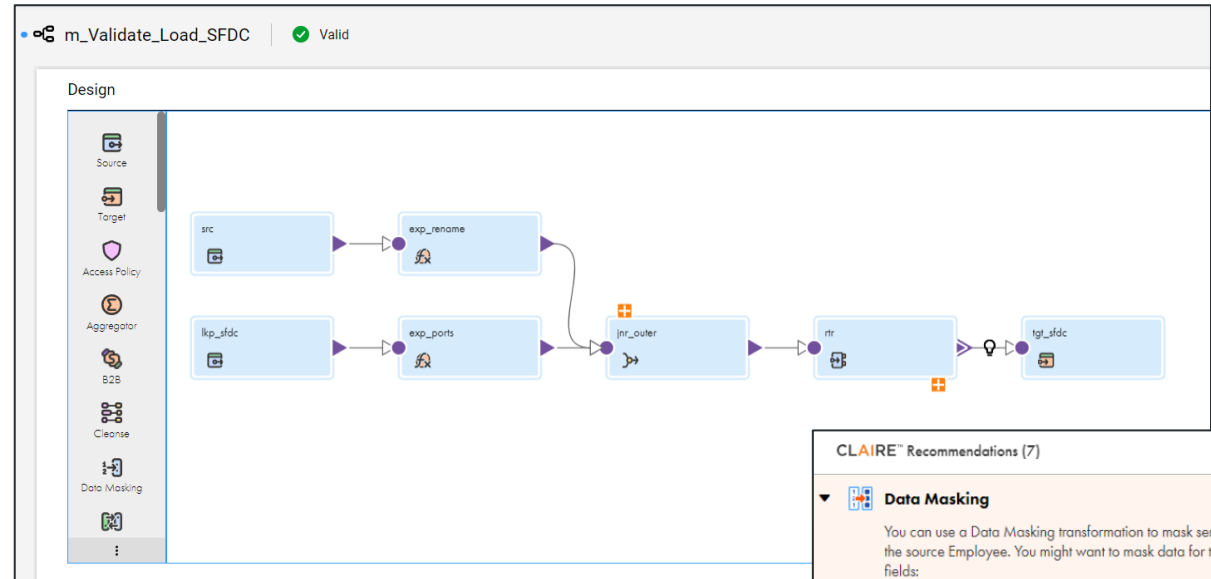 m_Validate_Load_SFDC
Valid
Design
Source
Target
Access Policy
Aggregator
B2B
Cleanse
Data Masking
src
exp_rename
lkp_sfdc
exp_ports
jnr_outer
rtr
tgt_sfdc
CLAIRE™ Recommendations (7)
Data Masking
You can use a Data Masking transformation to mask
the source Employee. You might want to mask data for
fields: